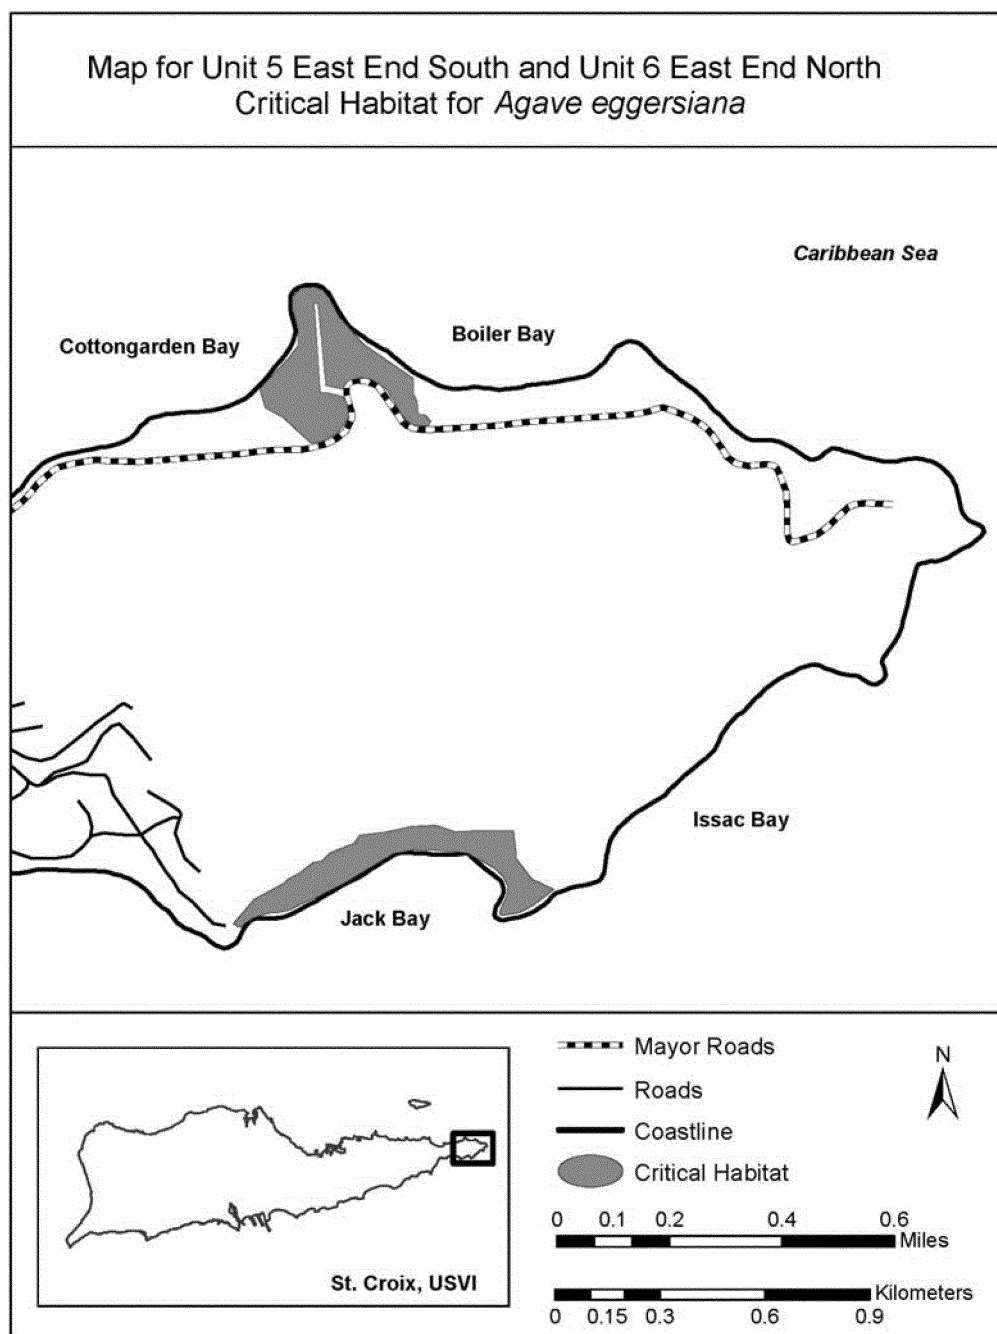 Map for Unit 5 East End South and Unit 6 East End North
Critical Habitat for Agave eggersiana
Caribbean Sea
Cottongarden Bay
Boiler Bay
Issac Bay
Jack Bay
St. Croix, USVI
Mayor Roads
Roads
Coastline
Critical Habitat
N
0 0.1 0.2 0.4 0.6
Miles
Kilometers
0 0.15 0.3 0.6 0.9